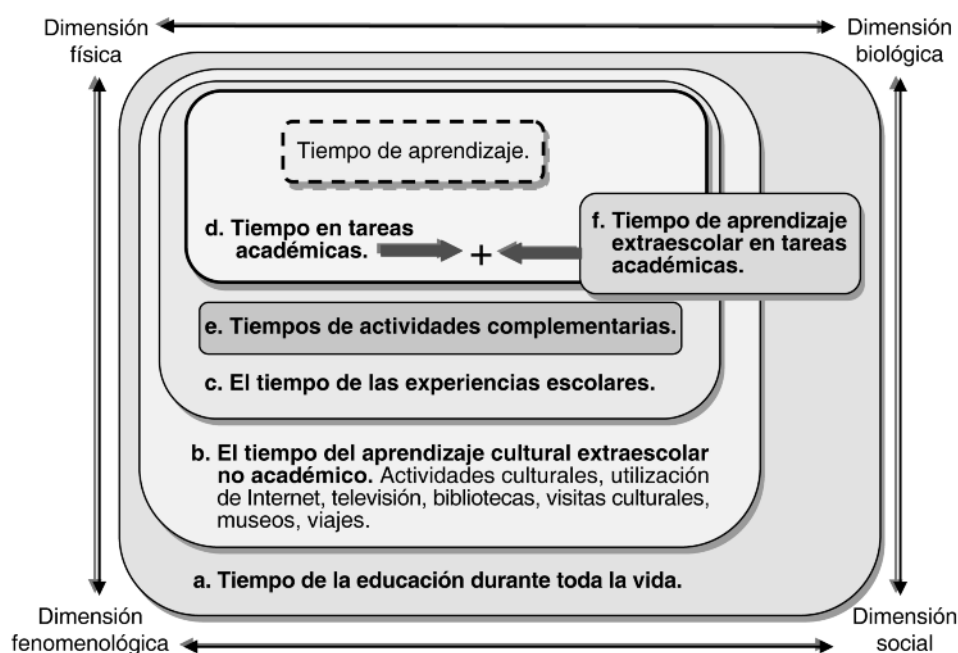 Dimensión
física
Dimensión
biológica
Tiempo de aprendizaje.
d. Tiempo en tareas
académicas.
+
f. Tiempo de aprendizaje
extraescolar en tareas
académicas.
e. Tiempos de actividades complementarias.
c. El tiempo de las experiencias escolares.
b. El tiempo del aprendizaje cultural extraescolar
no académico. Actividades culturales, utilización
de Internet, televisión, bibliotecas, visitas culturales,
museos, viajes.
a. Tiempo de la educación durante toda la vida.
Dimensión
fenomenológica
Dimensión
social